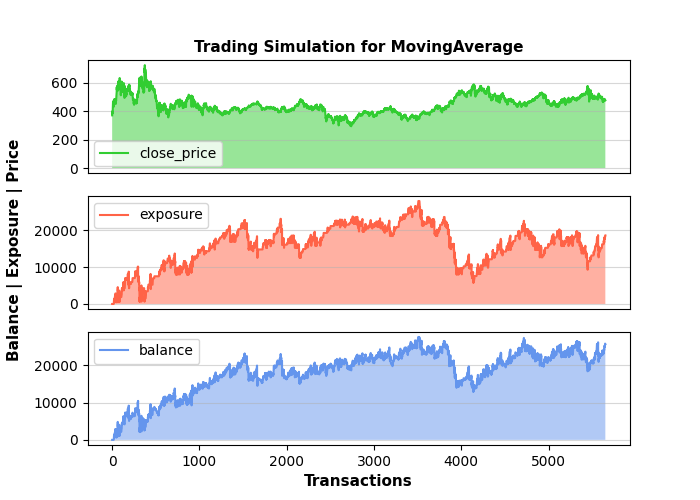 Trading Simulation for MovingAverage
Balance | Exposure | Price
600
400
200
0
close_price
20000
10000
0
exposure
20000
10000
0
balance
0 1000 2000 3000 4000 5000
Transactions